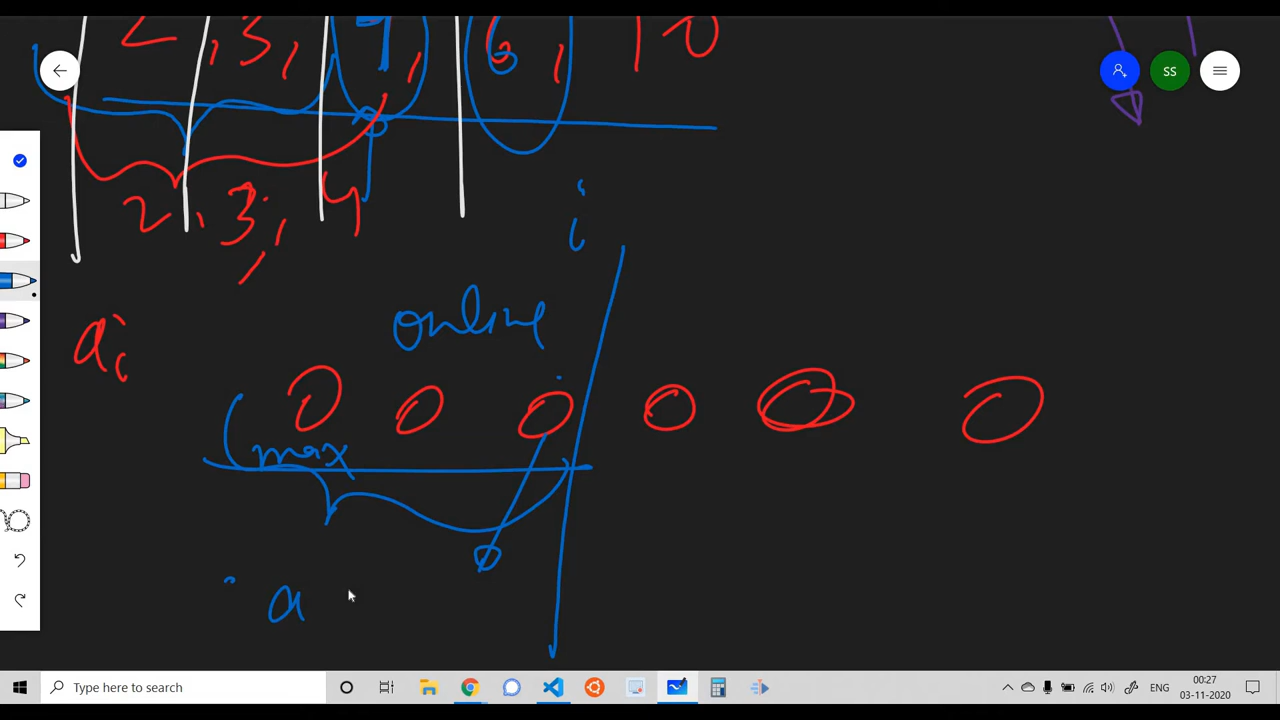 2, 3, 4, 6, 10
SS
2, 3, 4
i
online
ai
max
a
Type here to search
ENG
00:27
03-11-2020